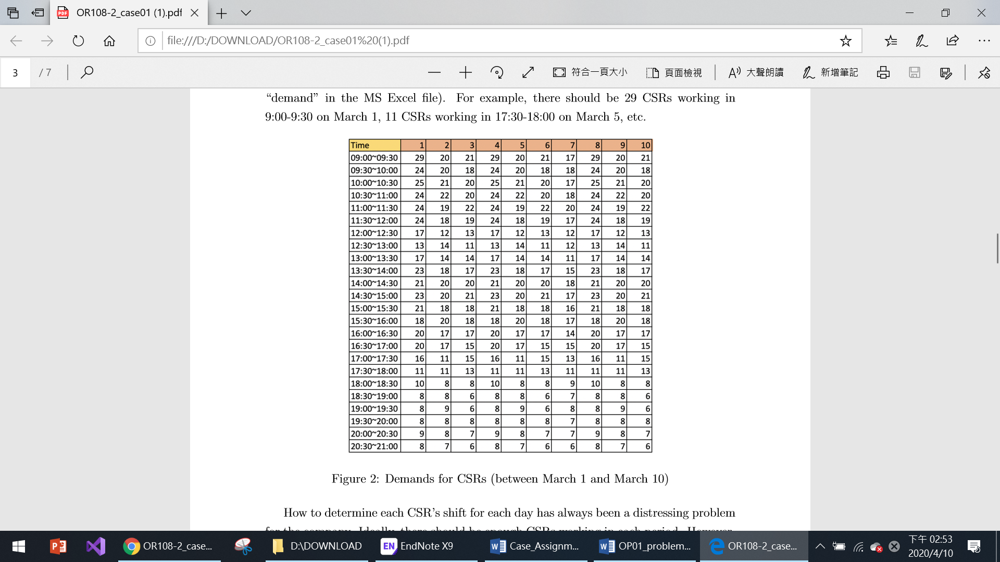 OR108-2_case01 (1).pdf
file:///D:/DOWNLOAD/OR108-2_case01%20(1).pdf
3 / 7 符合一頁大小 頁面檢視 大聲朗讀 新增筆記
“demand” in the MS Excel file). For example, there should be 29 CSRs working in
9:00-9:30 on March 1, 11 CSRs working in 17:30-18:00 on March 5, etc.
Time 1 2 3 4 5 6 7 8 9 10
09:00~09:30 29 20 21 29 20 21 17 29 20 21
09:30~10:00 24 20 18 24 20 18 18 24 20 18
10:00~10:30 25 21 20 25 21 20 17 25 21 20
10:30~11:00 24 22 20 24 22 20 18 24 22 20
11:00~11:30 24 19 22 24 19 22 20 24 19 22
11:30~12:00 24 18 19 24 18 19 17 24 18 19
12:00~12:30 17 12 13 17 12 13 12 17 12 13
12:30~13:00 13 14 11 13 14 11 12 13 14 11
13:00~13:30 17 14 14 17 14 14 11 17 14 14
13:30~14:00 23 18 17 23 18 17 15 23 18 17
14:00~14:30 21 20 20 21 20 20 18 21 20 20
14:30~15:00 23 20 21 23 20 21 17 23 20 21
15:00~15:30 21 18 18 21 18 18 16 21 18 18
15:30~16:00 18 20 18 18 20 18 17 18 20 18
16:00~16:30 20 17 17 20 17 17 14 20 17 17
16:30~17:00 20 17 15 20 17 15 15 20 17 15
17:00~17:30 16 11 15 16 11 15 13 16 11 15
17:30~18:00 11 11 13 11 11 13 11 11 11 13
18:00~18:30 10 8 8 10 8 8 9 10 8 8
18:30~19:00 8 8 6 8 8 6 7 8 8 6
19:00~19:30 8 9 6 8 9 6 8 8 9 6
19:30~20:00 8 8 8 8 8 8 7 8 8 8
20:00~20:30 9 8 7 9 8 7 7 9 8 7
20:30~21:00 8 7 6 8 7 6 6 8 7 6
Figure 2: Demands for CSRs (between March 1 and March 10)
How to determine each CSR’s shift for each day has always been a distressing problem
for the company. Ideally, there should be enough CSRs working in each period. However,
OR108-2_case... D:\DOWNLOAD EN EndNote X9 Case_Assignm... OP01_problem... OR108-2_case... 下午 02:53
2020/4/10